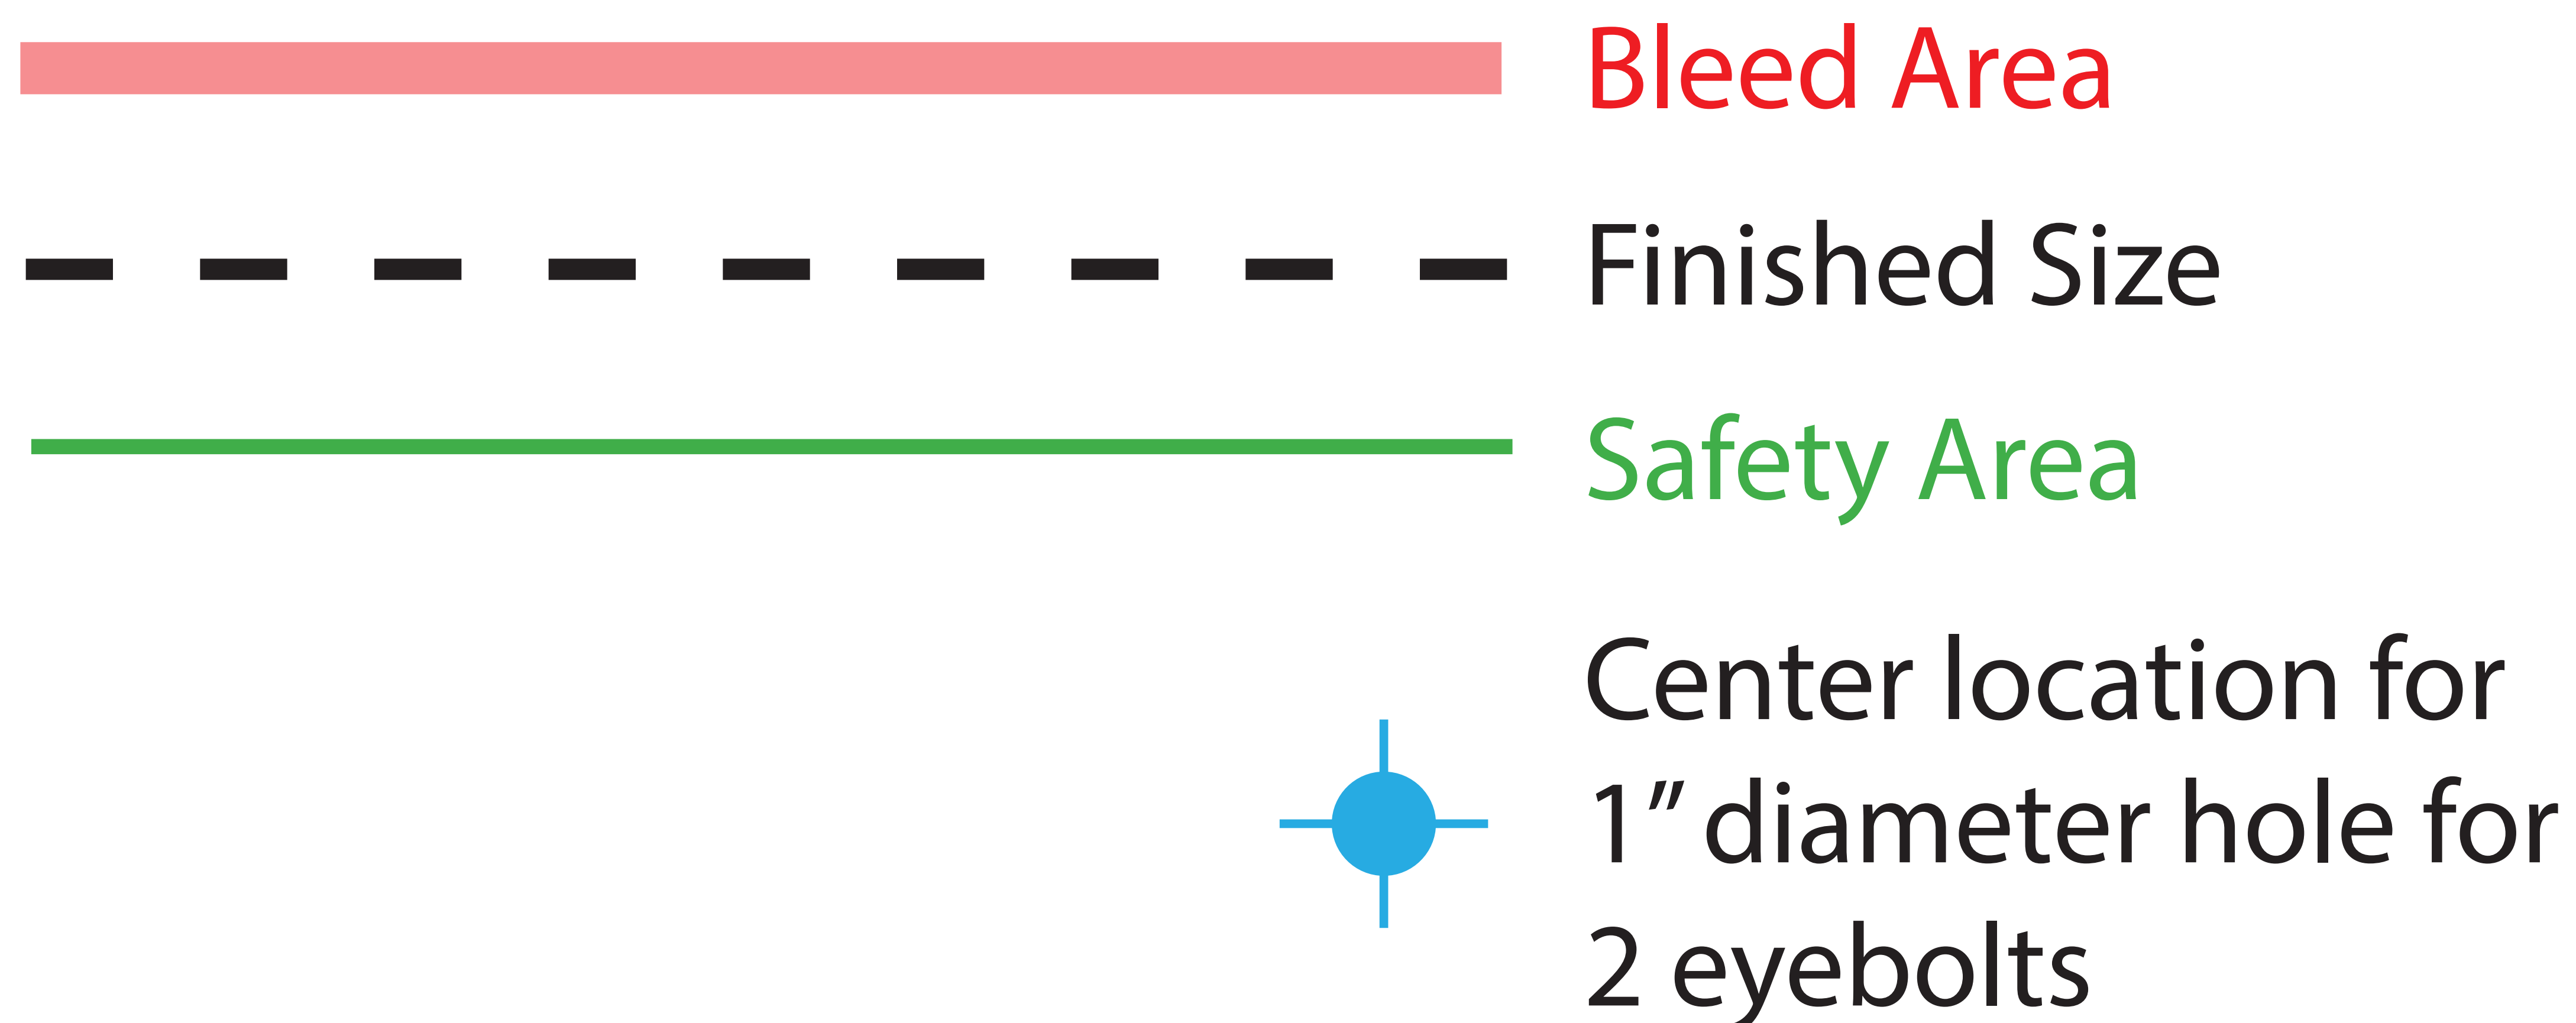 Bleed Area
Finished Size
Safety Area
Center location for
1” diameter hole for
2 eyebolts